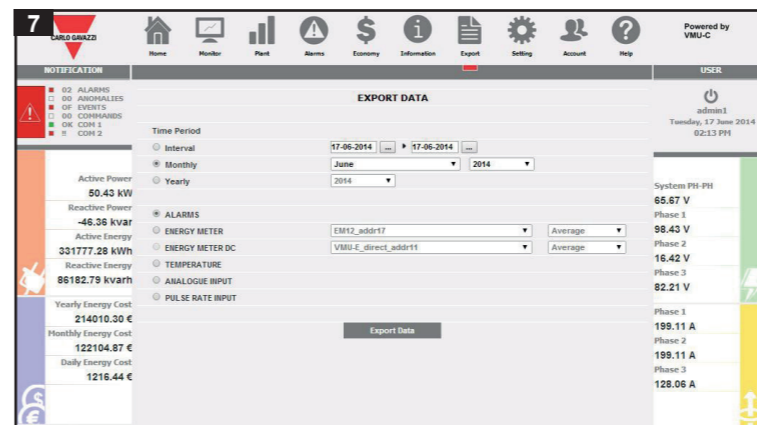 7
CARLO GAVAZZI
Home Monitor Plant Alarms Economy Information Export Setting Account Help
Powered by
VMU-C
NOTIFICATION
USER
02 ALARMS
00 ANOMALIES
OF EVENTS
00 COMMANDS
OK COM 1
!! COM 2
EXPORT DATA
admin1
Tuesday, 17 June 2014
02:13 PM
Time Period
Interval 17-06-2014 ... 17-06-2014 ...
Monthly June 2014
Yearly 2014
ALARMS
ENERGY METER EM12_addr17 Average
ENERGY METER DC VMU-E_direct_addr11 Average
TEMPERATURE
ANALOGUE INPUT
PULSE RATE INPUT
Export Data
Active Power
50.43 kW
Reactive Power
-46.36 kvar
Active Energy
331777.28 kWh
Reactive Energy
86182.79 kvarh
Yearly Energy Cost
214010.30 €
Monthly Energy Cost
122104.87 €
Daily Energy Cost
1216.44 €
System PH-PH
65.67 V
Phase 1
98.43 V
Phase 2
16.42 V
Phase 3
82.21 V
Phase 1
199.11 A
Phase 2
199.11 A
Phase 3
128.06 A